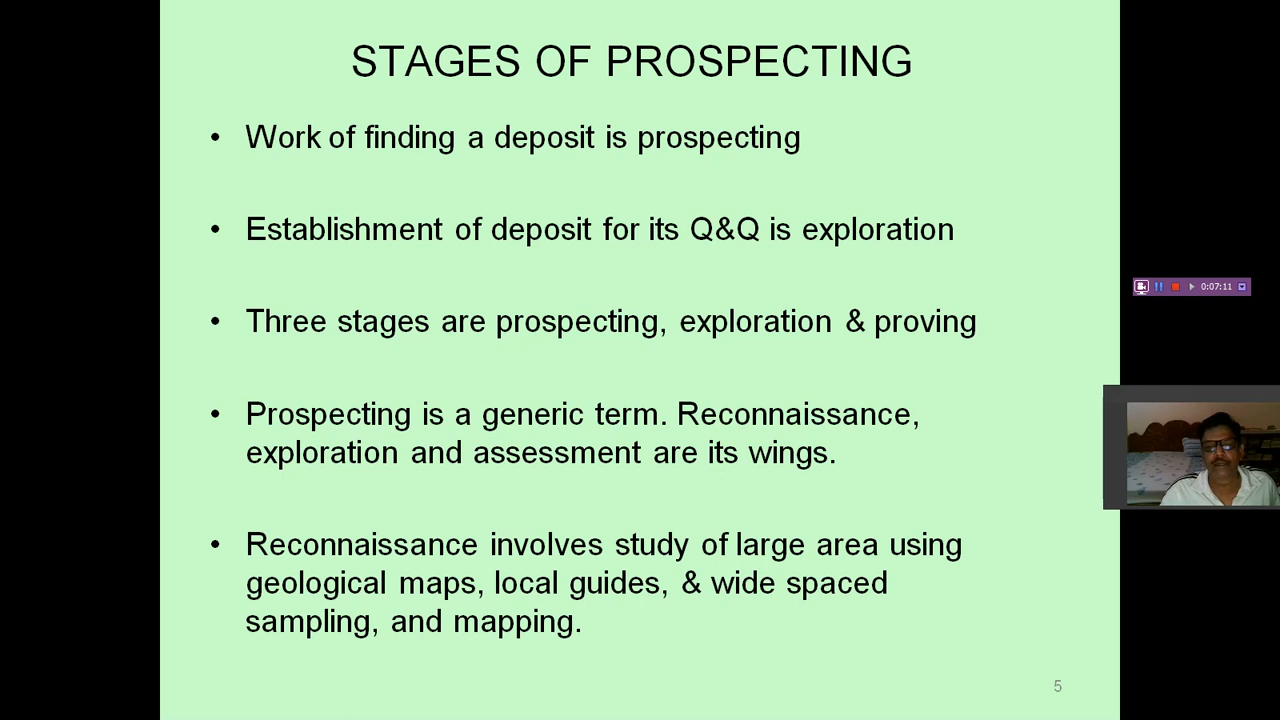 STAGES OF PROSPECTING
• Work of finding a deposit is prospecting
• Establishment of deposit for its Q&Q is exploration
• Three stages are prospecting, exploration & proving
• Prospecting is a generic term. Reconnaissance,
exploration and assessment are its wings.
• Reconnaissance involves study of large area using
geological maps, local guides, & wide spaced
sampling, and mapping.
5
0:07:11